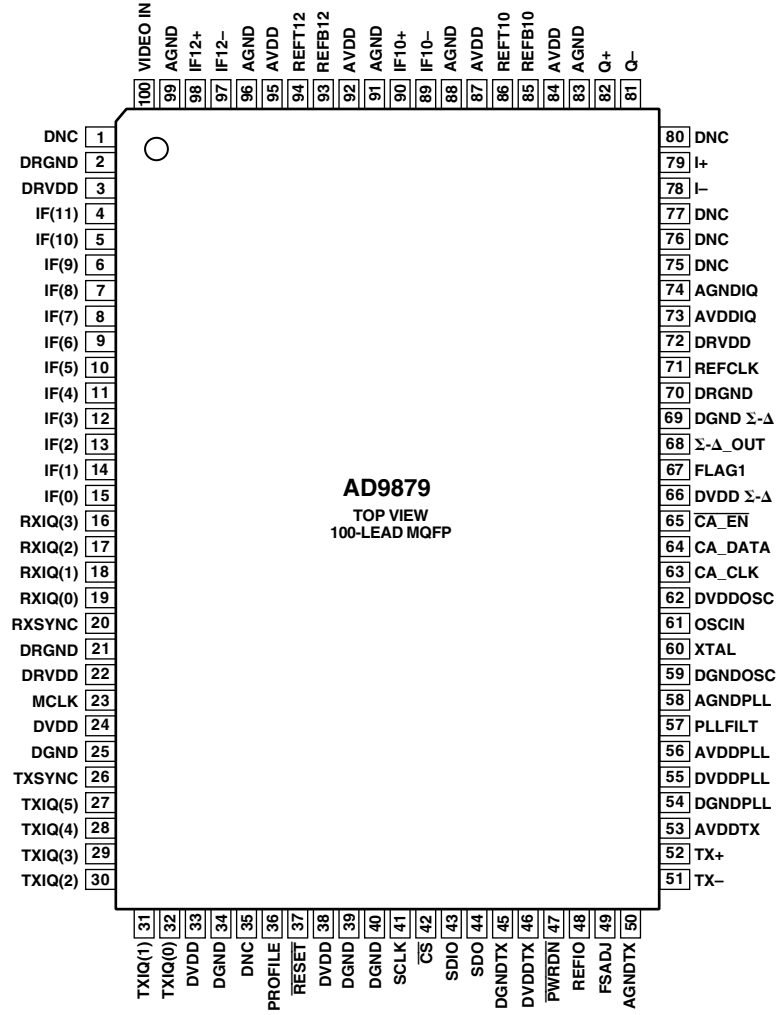 VIDEO IN
AGND
IF12+
IF12–
AGND
AVDD
REFT12
REFB12
AVDD
AGND
IF10+
IF10–
AGND
AVDD
REFT10
REFB10
AVDD
AGND
Q+
Q–
100
99
98
97
96
95
94
93
92
91
90
89
88
87
86
85
84
83
82
81
DNC 1
DRGND 2
DRVDD 3
IF(11) 4
IF(10) 5
IF(9) 6
IF(8) 7
IF(7) 8
IF(6) 9
IF(5) 10
IF(4) 11
IF(3) 12
IF(2) 13
IF(1) 14
IF(0) 15
RXIQ(3) 16
RXIQ(2) 17
RXIQ(1) 18
RXIQ(0) 19
RXSYNC 20
DRGND 21
DRVDD 22
MCLK 23
DVDD 24
DGND 25
TXSYNC 26
TXIQ(5) 27
TXIQ(4) 28
TXIQ(3) 29
TXIQ(2) 30
AD9879
TOP VIEW
100-LEAD MQFP
80 DNC
79 I+
78 I–
77 DNC
76 DNC
75 DNC
74 AGNDIQ
73 AVDDIQ
72 DRVDD
71 REFCLK
70 DRGND
69 DGND Σ-Δ
68 Σ-Δ_OUT
67 FLAG1
66 DVDD Σ-Δ
65 CA_EN
64 CA_DATA
63 CA_CLK
62 DVDDOSC
61 OSCIN
60 XTAL
59 DGNDOSC
58 AGNDPLL
57 PLLFILT
56 AVDDPLL
55 DVDDPLL
54 DGNDPLL
53 AVDDTX
52 TX+
51 TX–
31
32
33
34
35
36
37
38
39
40
41
42
43
44
45
46
47
48
49
50
TXIQ(1)
TXIQ(0)
DVDD
DGND
DNC
PROFILE
RESET
DVDD
DGND
DGND
SCLK
CS
SDIO
SDO
DGNDTX
DVDDTX
PWRDN
REFIO
FSADJ
AGNDTX